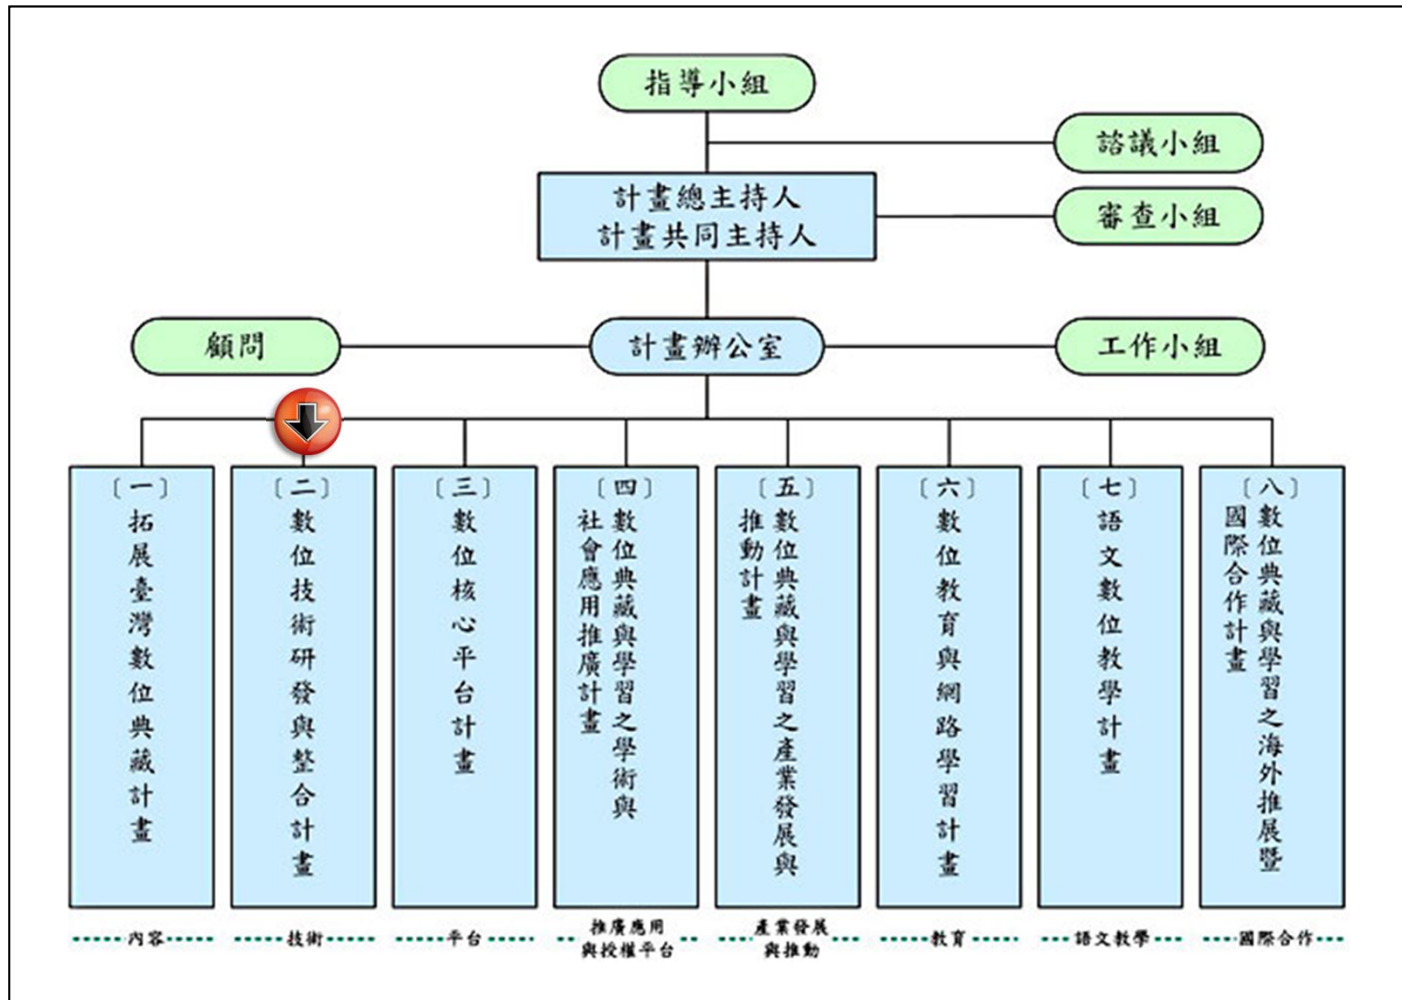 指導小組
諮議小組
計畫總主持人
計畫共同主持人
審查小組
顧問
計畫辦公室
工作小組
〔一〕
拓展臺灣數位典藏計畫
〔二〕
數位技術研發與整合計畫
〔三〕
數位核心平台計畫
〔四〕
數位典藏與學習之學術與
社會應用推廣計畫
〔五〕
數位典藏與學習之產業發展與
推動計畫
〔六〕
數位教育與網路學習計畫
〔七〕
語文數位教學計畫
〔八〕
數位典藏與學習之海外推展暨
國際合作計畫
內容
技術
平台
推廣應用
與授權平台
產業發展
與推動
教育
語文教學
國際合作